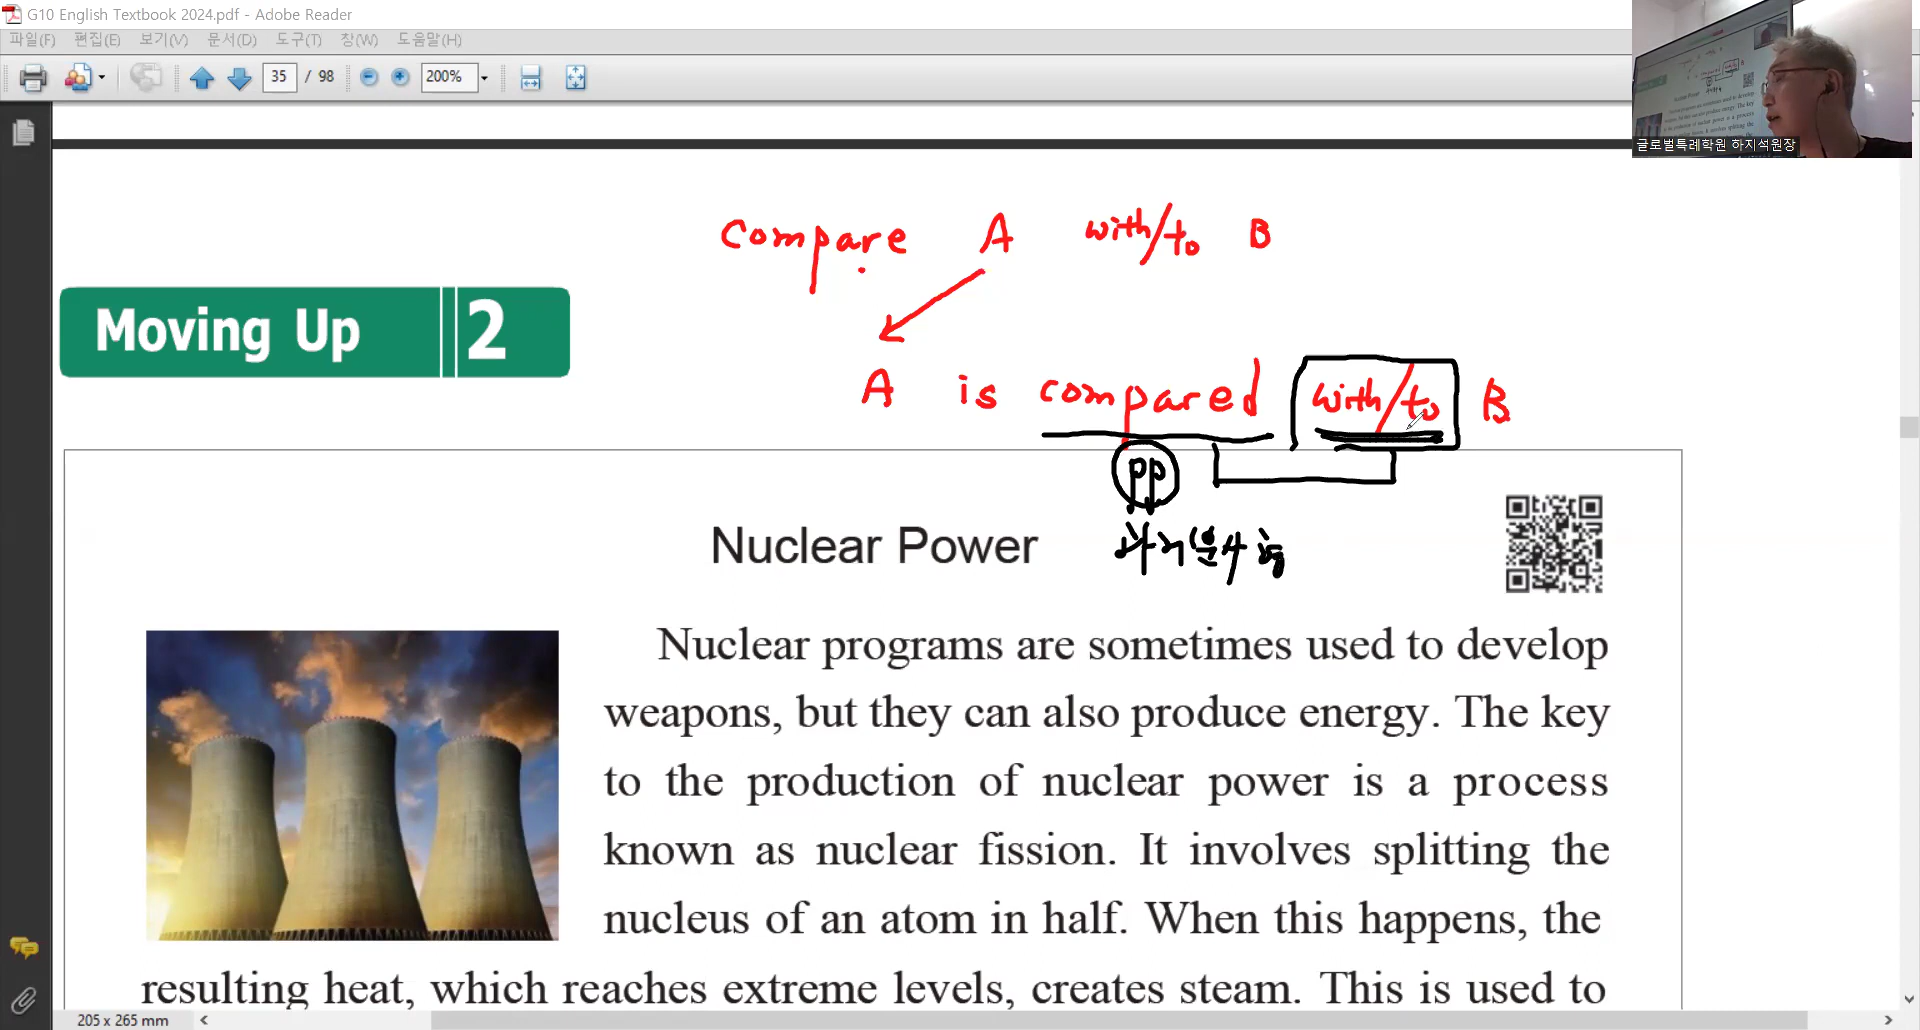 G10 English Textbook 2024.pdf - Adobe Reader
파일(F) 편집(E) 보기(V) 문서(D) 도구(T) 창(W) 도움말(H)
35 / 98 200%
글로벌특례학원 하지석원장
Compare A with/to B
Moving Up 2
A is compared with/to B
pp
과거분사형
Nuclear Power
Nuclear programs are sometimes used to develop
weapons, but they can also produce energy. The key
to the production of nuclear power is a process
known as nuclear fission. It involves splitting the
nucleus of an atom in half. When this happens, the
resulting heat, which reaches extreme levels, creates steam. This is used to
205 x 265 mm